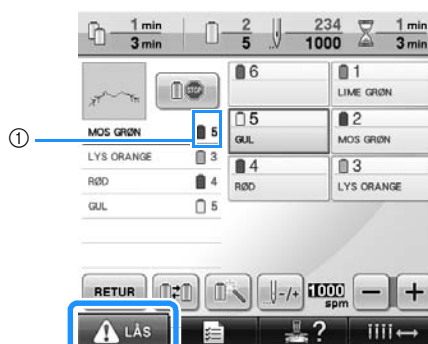 1 min
3 min
2
5
234
1000
1 min
3 min
6
1
LIME GRØN
5
GUL
2
MOS GRØN
4
RØD
3
LYS ORANGE
①
MOS GRØN 5
LYS ORANGE 3
RØD 4
GUL 5
STOP
RETUR
-/+
1000
spm
−
+
LÅS
?